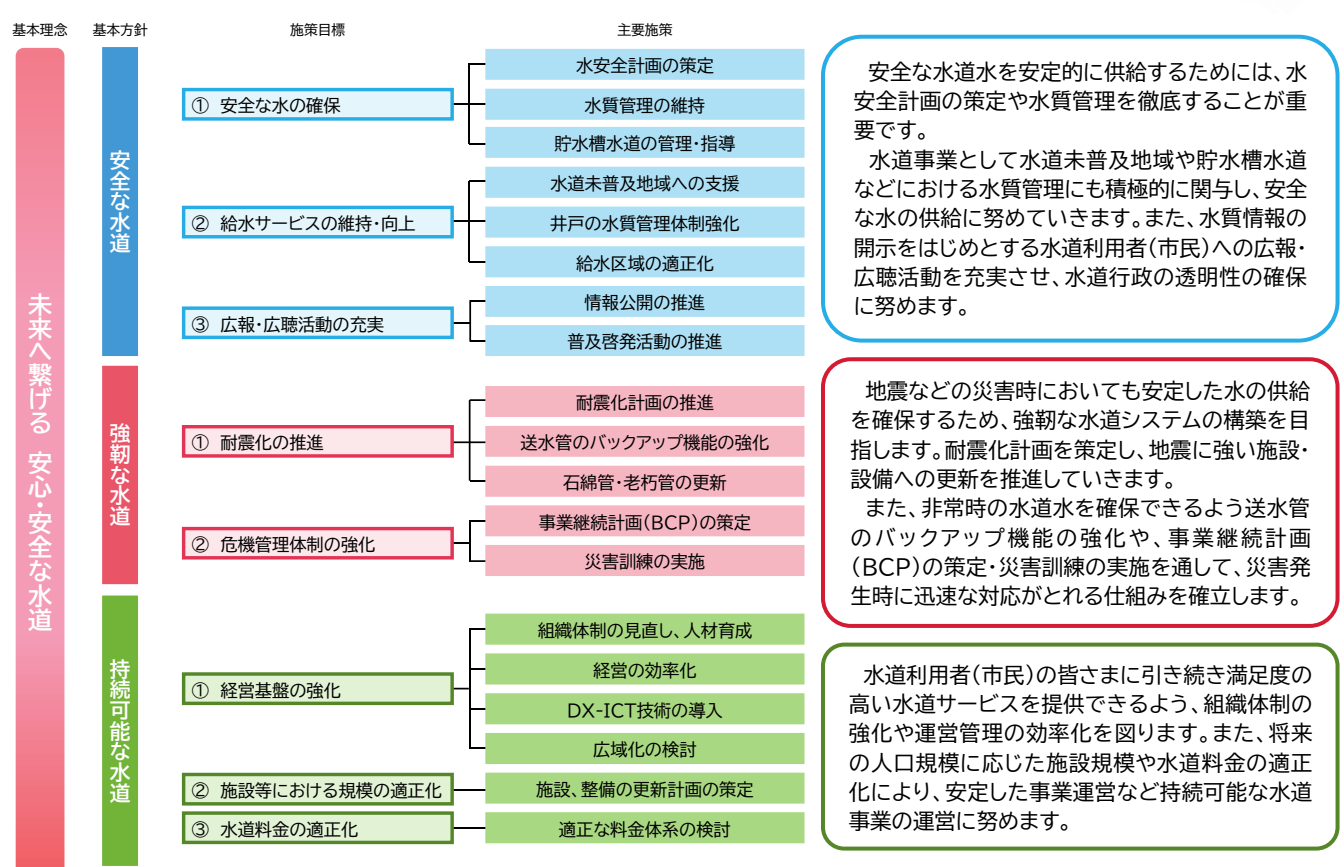 基本理念
基本方針
施策目標
主要施策
未来へ繋げる 安心・安全な水道
安全な水道
① 安全な水の確保
水安全計画の策定
水質管理の維持
貯水槽水道の管理・指導
② 給水サービスの維持・向上
水道未普及地域への支援
井戸の水質管理体制強化
給水区域の適正化
③ 広報・広聴活動の充実
情報公開の推進
普及啓発活動の推進
安全な水道水を安定的に供給するためには、水
安全計画の策定や水質管理を徹底することが重
要です。
水道事業として水道未普及地域や貯水槽水道
などにおける水質管理にも積極的に関与し、安全
な水の供給に努めていきます。また、水質情報の
開示をはじめとする水道利用者(市民)への広報・
広聴活動を充実させ、水道行政の透明性の確保
に努めます。
強靭な水道
① 耐震化の推進
耐震化計画の推進
送水管のバックアップ機能の強化
石綿管・老朽管の更新
② 危機管理体制の強化
事業継続計画(BCP)の策定
災害訓練の実施
地震などの災害時においても安定した水の供給
を確保するため、強靭な水道システムの構築を目
指します。耐震化計画を策定し、地震に強い施設・
設備への更新を推進していきます。
また、非常時の水道水を確保できるよう送水管
のバックアップ機能の強化や、事業継続計画
(BCP)の策定・災害訓練の実施を通して、災害発
生時に迅速な対応がとれる仕組みを確立します。
持続可能な水道
① 経営基盤の強化
組織体制の見直し、人材育成
経営の効率化
DX-ICT技術の導入
広域化の検討
② 施設等における規模の適正化
施設、整備の更新計画の策定
③ 水道料金の適正化
適正な料金体系の検討
水道利用者(市民)の皆さまに引き続き満足度の
高い水道サービスを提供できるよう、組織体制の
強化や運営管理の効率化を図ります。また、将来
の人口規模に応じた施設規模や水道料金の適正
化により、安定した事業運営など持続可能な水道
事業の運営に努めます。